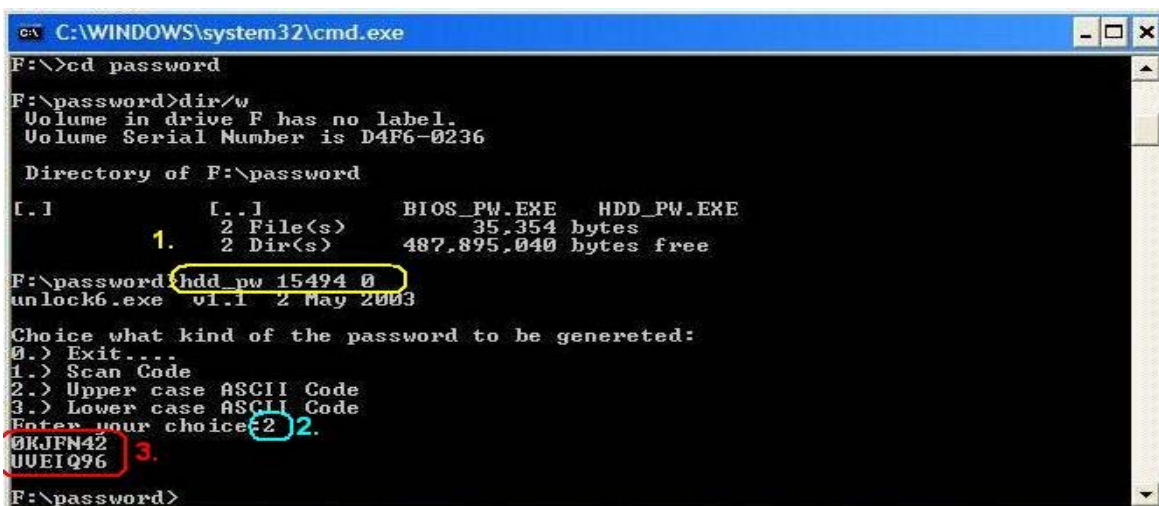 C:\WINDOWS\system32\cmd.exe
F:\>cd password
F:\password>dir/w
Volume in drive F has no label.
Volume Serial Number is D4F6-0236
Directory of F:\password
[.] [..] BIOS_PW.EXE HDD_PW.EXE
2 File(s) 35,354 bytes
1. 2 Dir(s) 487,895,040 bytes free
F:\password>hdd_pw 15494 0
unlock6.exe v1.1 2 May 2003
Choice what kind of the password to be genereted:
0.) Exit....
1.) Scan Code
2.) Upper case ASCII Code
3.) Lower case ASCII Code
Enter your choice:2 2.
0KJFN42
UVEIQ96 3.
F:\password>